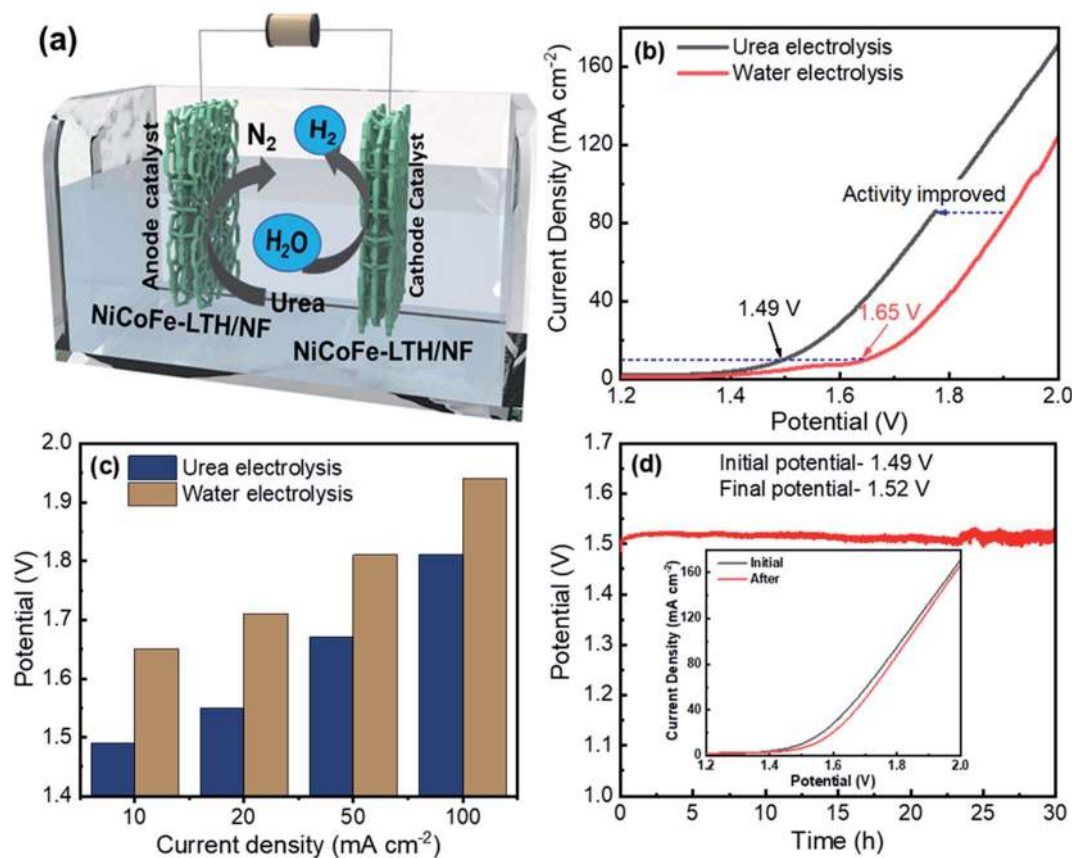 (a)
N₂
H₂
H₂O
Urea
Anode catalyst
Cathode Catalyst
NiCoFe-LTH/NF
NiCoFe-LTH/NF
(b)
Urea electrolysis
Water electrolysis
Activity improved
1.49 V
1.65 V
Current Density (mA cm⁻²)
160
120
80
40
0
1.2
1.4
1.6
1.8
2.0
Potential (V)
(c)
Urea electrolysis
Water electrolysis
Potential (V)
2.0
1.9
1.8
1.7
1.6
1.5
1.4
10
20
50
100
Current density (mA cm⁻²)
(d)
Initial potential- 1.49 V
Final potential- 1.52 V
Potential (V)
1.7
1.6
1.5
1.4
1.3
1.2
1.1
1.0
0
5
10
15
20
25
30
Time (h)
Initial
After
Current Density (mA cm⁻²)
160
120
80
40
0
1.2
1.4
1.6
1.8
2.0
Potential (V)